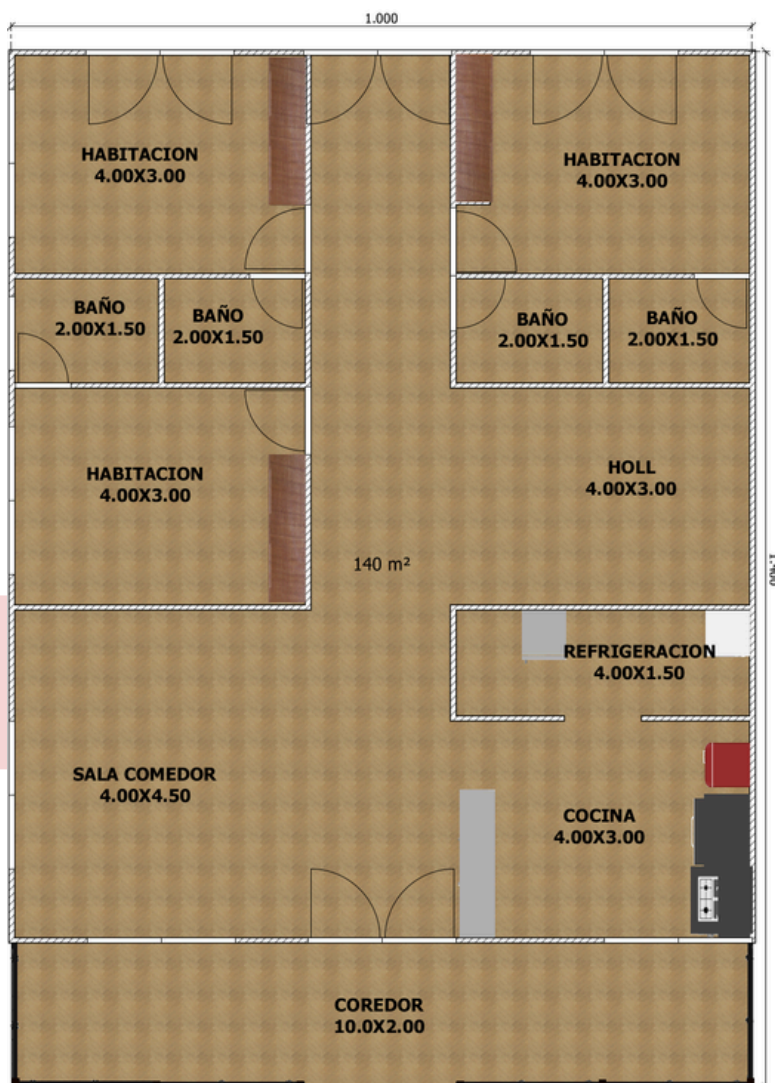 1.000
HABITACION
4.00X3.00
HABITACION
4.00X3.00
BAÑO
2.00X1.50
BAÑO
2.00X1.50
BAÑO
2.00X1.50
BAÑO
2.00X1.50
HABITACION
4.00X3.00
HOLL
4.00X3.00
140 m²
1.400
REFRIGERACION
4.00X1.50
SALA COMEDOR
4.00X4.50
COCINA
4.00X3.00
COREDOR
10.0X2.00